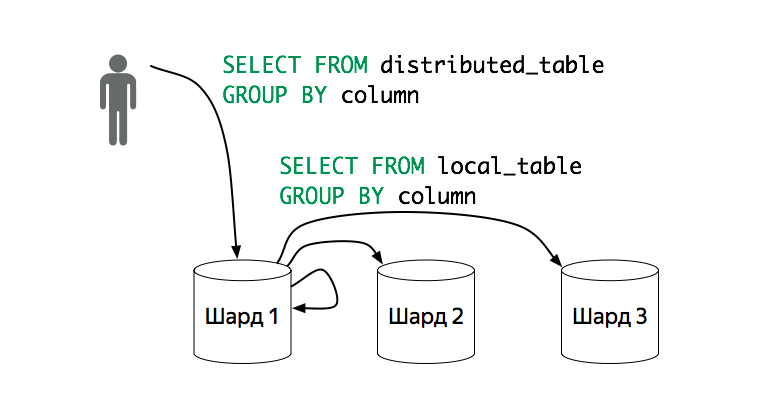 SELECT FROM distributed_table
GROUP BY column
SELECT FROM local_table
GROUP BY column
Шард 1
Шард 2
Шард 3